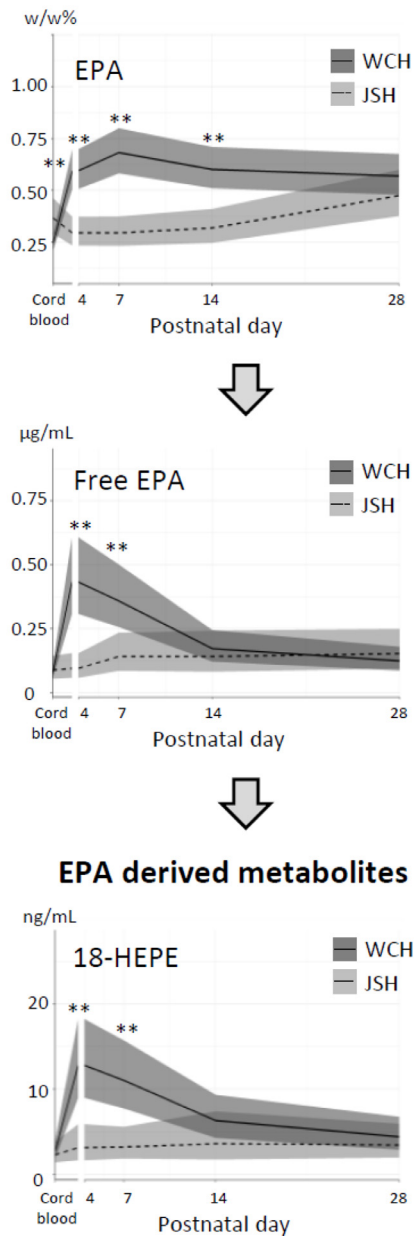 w/w%
EPA
WCH
JSH
1.00
0.75
0.50
0.25
**
**
**
**
Cord blood 4 7 14 28
Postnatal day
µg/mL
Free EPA
WCH
JSH
0.75
0.50
0.25
0
**
**
Cord blood 4 7 14 28
Postnatal day
EPA derived metabolites
ng/mL
18-HEPE
WCH
JSH
20
10
0
**
**
Cord blood 4 7 14 28
Postnatal day